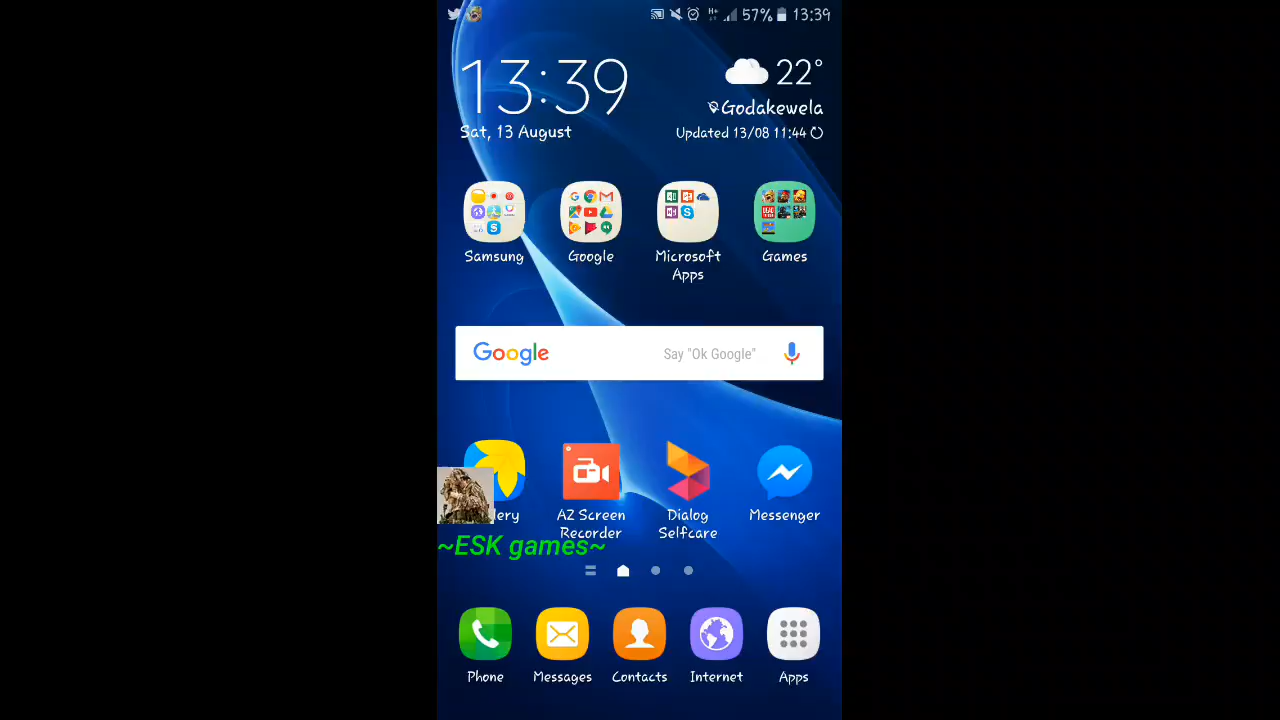 57% 13:39
13:39
22°
Godakewela
Sat, 13 August
Updated 13/08 11:44
Samsung
Google
Microsoft
Apps
Games
Google
Say "Ok Google"
lery
AZ Screen
Recorder
Dialog
Selfcare
Messenger
~ESK games~
Phone
Messages
Contacts
Internet
Apps